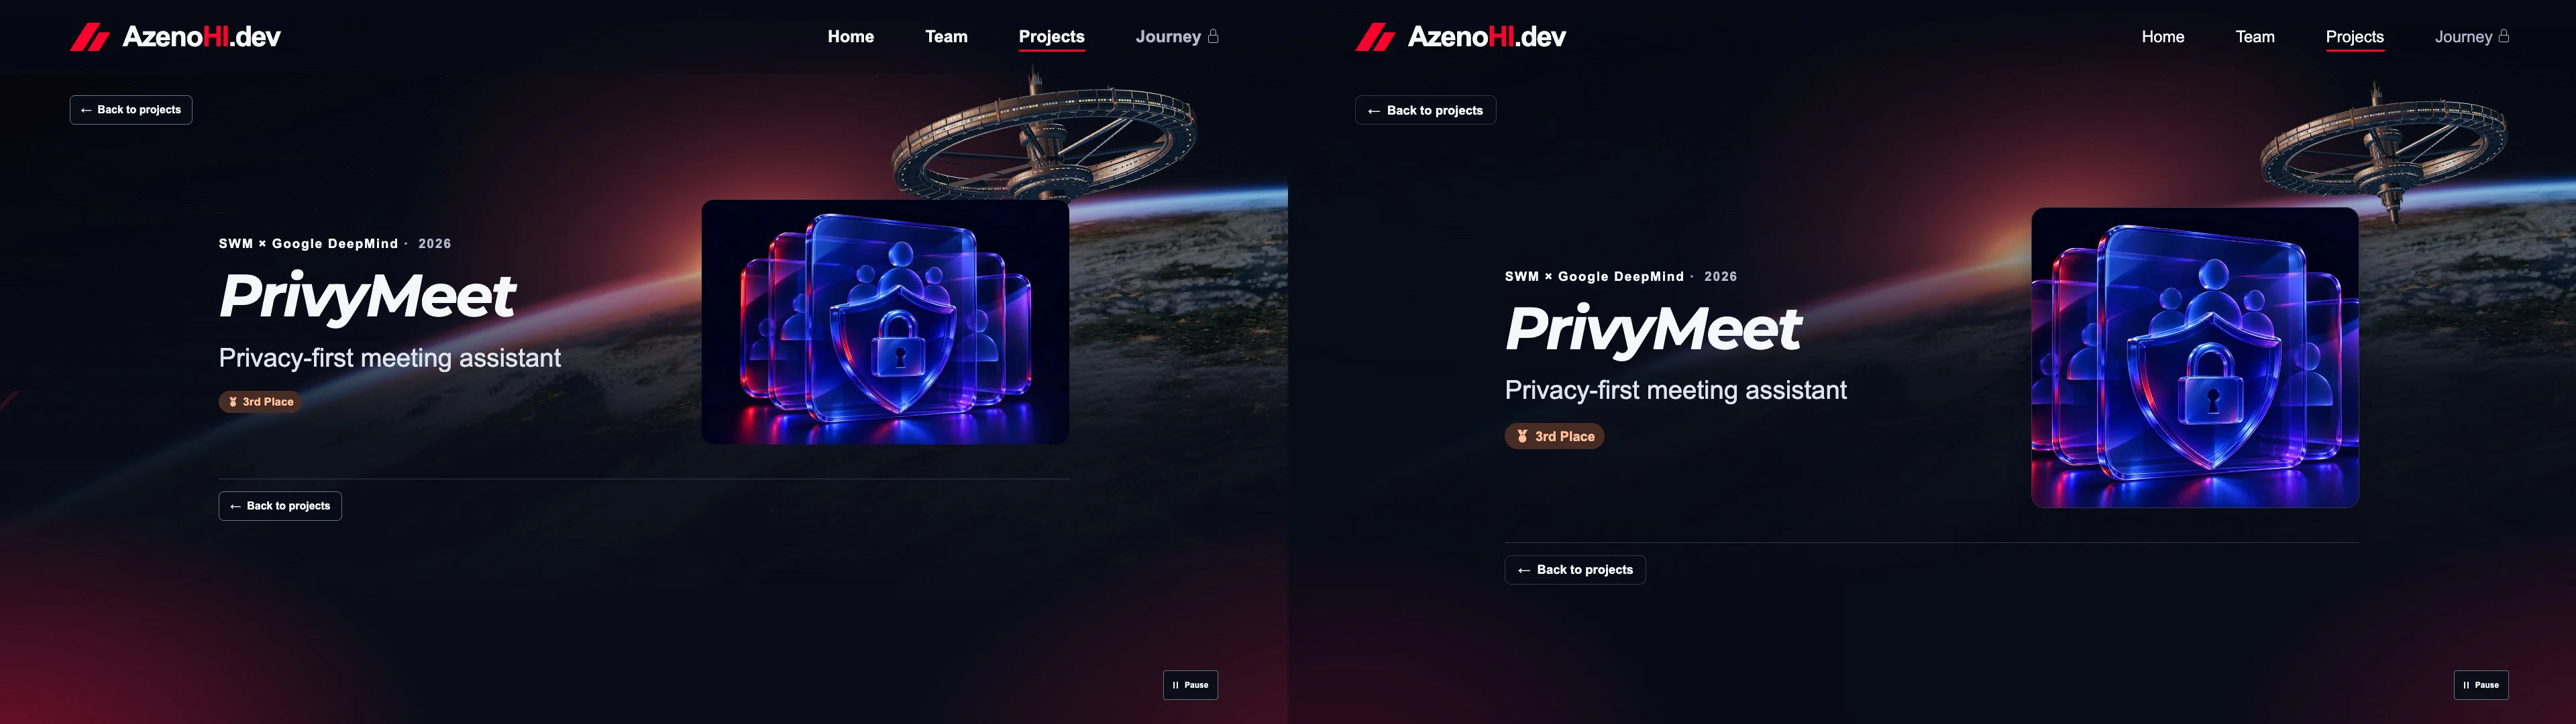 AzenoHI.dev
Home Team Projects Journey
← Back to projects
SWM × Google DeepMind · 2026
PrivyMeet
Privacy-first meeting assistant
3rd Place
← Back to projects
Pause
AzenoHI.dev
Home Team Projects Journey
← Back to projects
SWM × Google DeepMind · 2026
PrivyMeet
Privacy-first meeting assistant
3rd Place
← Back to projects
Pause